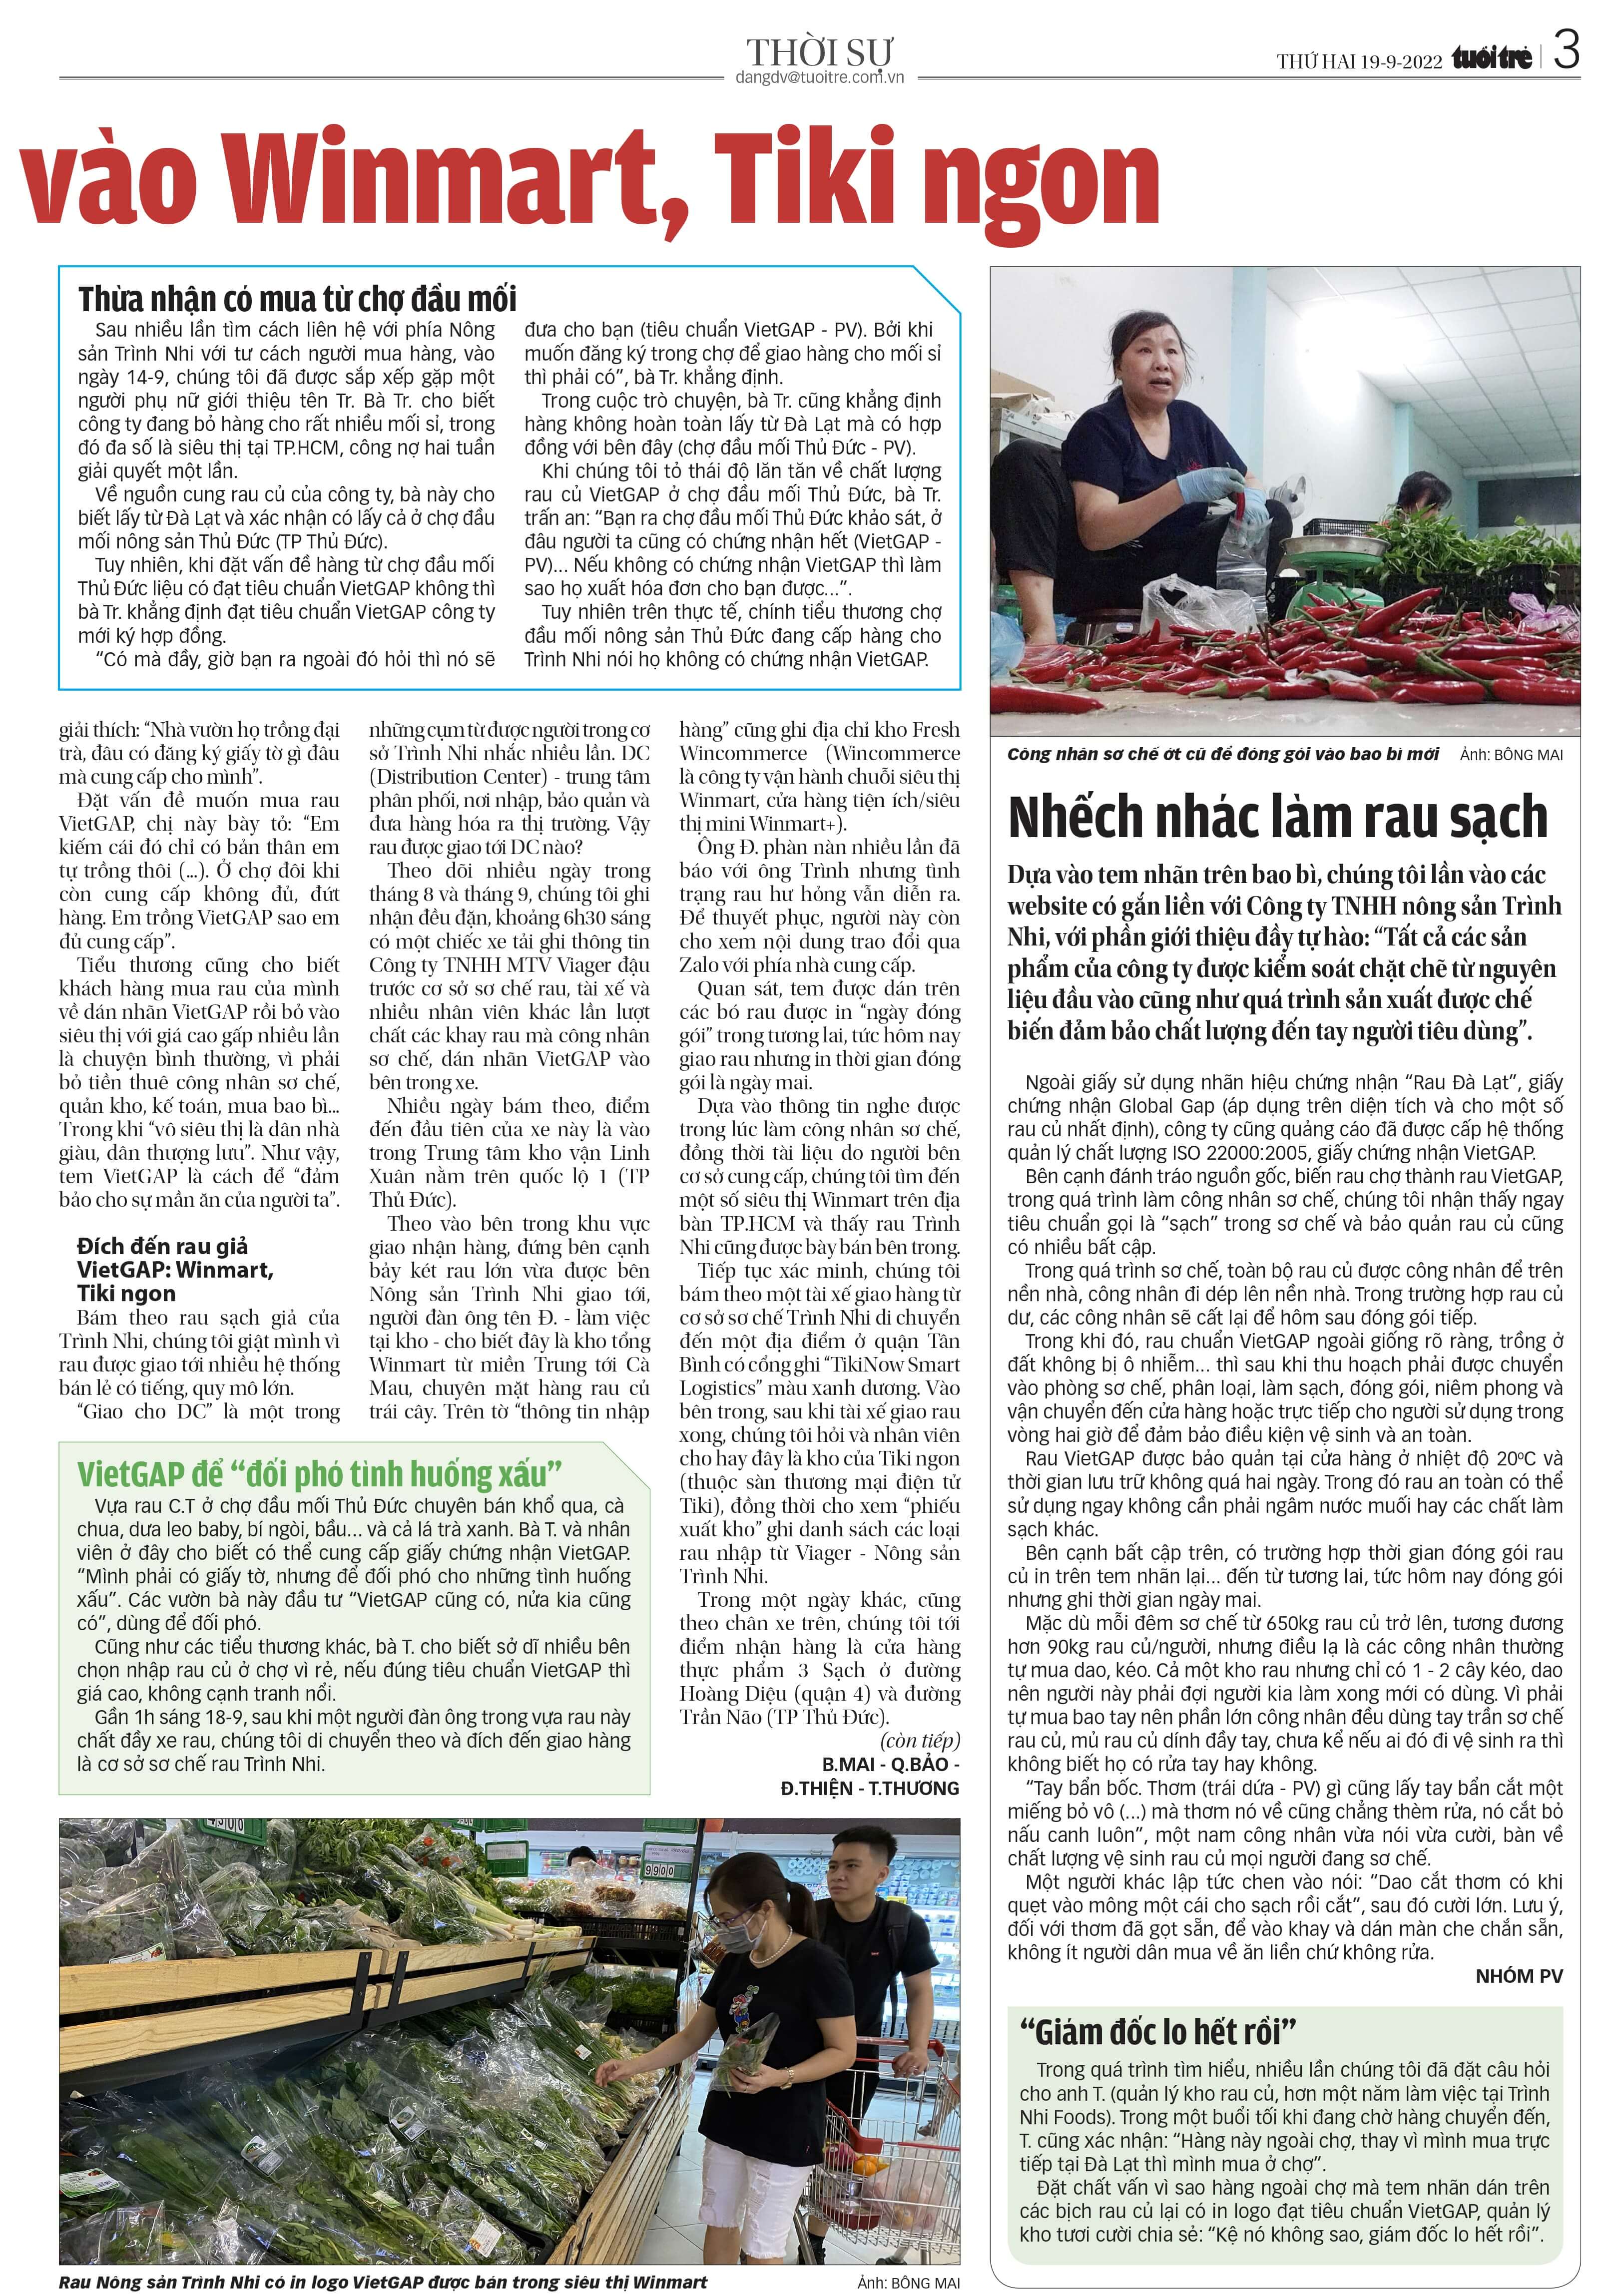 THỜI SỰ
dangdv@tuoitre.com.vn
THỨ HAI 19-9-2022 tuổi trẻ 3
vào Winmart, Tiki ngon
Thừa nhận có mua từ chợ đầu mối
Sau nhiều lần tìm cách liên hệ với phía Nông
sản Trình Nhi với tư cách người mua hàng, vào
ngày 14-9, chúng tôi đã được sắp xếp gặp một
người phụ nữ giới thiệu tên Tr. Bà Tr. cho biết
công ty đang bỏ hàng cho rất nhiều mối sỉ, trong
đó đa số là siêu thị tại TP.HCM, công nợ hai tuần
giải quyết một lần.
Về nguồn cung rau củ của công ty, bà này cho
biết lấy từ Đà Lạt và xác nhận có lấy cả ở chợ đầu
mối nông sản Thủ Đức (TP Thủ Đức).
Tuy nhiên, khi đặt vấn đề hàng từ chợ đầu mối
Thủ Đức liệu có đạt tiêu chuẩn VietGAP không thì
bà Tr. khẳng định đạt tiêu chuẩn VietGAP công ty
mới ký hợp đồng.
“Có mà đầy, giờ bạn ra ngoài đó hỏi thì nó sẽ
đưa cho bạn (tiêu chuẩn VietGAP - PV). Bởi khi
muốn đăng ký trong chợ để giao hàng cho mối sỉ
thì phải có”, bà Tr. khẳng định.
Trong cuộc trò chuyện, bà Tr. cũng khẳng định
hàng không hoàn toàn lấy từ Đà Lạt mà có hợp
đồng với bên đây (chợ đầu mối Thủ Đức - PV).
Khi chúng tôi tỏ thái độ lăn tăn về chất lượng
rau củ VietGAP ở chợ đầu mối Thủ Đức, bà Tr.
trấn an: “Bạn ra chợ đầu mối Thủ Đức khảo sát, ở
đâu người ta cũng có chứng nhận hết (VietGAP -
PV)... Nếu không có chứng nhận VietGAP thì làm
sao họ xuất hóa đơn cho bạn được...”.
Tuy nhiên trên thực tế, chính tiểu thương chợ
đầu mối nông sản Thủ Đức đang cấp hàng cho
Trình Nhi nói họ không có chứng nhận VietGAP.
giải thích: “Nhà vườn họ trồng đại
trà, đâu có đăng ký giấy tờ gì đâu
mà cung cấp cho mình”.
Đặt vấn đề muốn mua rau
VietGAP, chị này bày tỏ: “Em
kiếm cái đó chỉ có bản thân em
tự trồng thôi (...). Ở chợ đôi khi
còn cung cấp không đủ, đứt
hàng. Em trồng VietGAP sao em
đủ cung cấp”.
Tiểu thương cũng cho biết
khách hàng mua rau của mình
về dán nhãn VietGAP rồi bỏ vào
siêu thị với giá cao gấp nhiều lần
là chuyện bình thường, vì phải
bỏ tiền thuê công nhân sơ chế,
quản kho, kế toán, mua bao bì...
Trong khi “vô siêu thị là dân nhà
giàu, dân thượng lưu”. Như vậy,
tem VietGAP là cách để “đảm
bảo cho sự mần ăn của người ta”.
Đích đến rau giả
VietGAP: Winmart,
Tiki ngon
Bám theo rau sạch giả của
Trình Nhi, chúng tôi giật mình vì
rau được giao tới nhiều hệ thống
bán lẻ có tiếng, quy mô lớn.
“Giao cho DC” là một trong
những cụm từ được người trong cơ
sở Trình Nhi nhắc nhiều lần. DC
(Distribution Center) - trung tâm
phân phối, nơi nhập, bảo quản và
đưa hàng hóa ra thị trường. Vậy
rau được giao tới DC nào?
Theo dõi nhiều ngày trong
tháng 8 và tháng 9, chúng tôi ghi
nhận đều đặn, khoảng 6h30 sáng
có một chiếc xe tải ghi thông tin
Công ty TNHH MTV Viager đậu
trước cơ sở sơ chế rau, tài xế và
nhiều nhân viên khác lần lượt
chất các khay rau mà công nhân
sơ chế, dán nhãn VietGAP vào
bên trong xe.
Nhiều ngày bám theo, điểm
đến đầu tiên của xe này là vào
trong Trung tâm kho vận Linh
Xuân nằm trên quốc lộ 1 (TP
Thủ Đức).
Theo vào bên trong khu vực
giao nhận hàng, đứng bên cạnh
bảy két rau lớn vừa được bên
Nông sản Trình Nhi giao tới,
người đàn ông tên Đ. - làm việc
tại kho - cho biết đây là kho tổng
Winmart từ miền Trung tới Cà
Mau, chuyên mặt hàng rau củ
trái cây. Trên tờ “thông tin nhập
hàng” cũng ghi địa chỉ kho Fresh
Wincommerce (Wincommerce
là công ty vận hành chuỗi siêu thị
Winmart, cửa hàng tiện ích/siêu
thị mini Winmart+).
Ông Đ. phàn nàn nhiều lần đã
báo với ông Trình nhưng tình
trạng rau hư hỏng vẫn diễn ra.
Để thuyết phục, người này còn
cho xem nội dung trao đổi qua
Zalo với phía nhà cung cấp.
Quan sát, tem được dán trên
các bó rau được in “ngày đóng
gói” trong tương lai, tức hôm nay
giao rau nhưng in thời gian đóng
gói là ngày mai.
Dựa vào thông tin nghe được
trong lúc làm công nhân sơ chế,
đồng thời tài liệu do người bên
cơ sở cung cấp, chúng tôi tìm đến
một số siêu thị Winmart trên địa
bàn TP.HCM và thấy rau Trình
Nhi cũng được bày bán bên trong.
Tiếp tục xác minh, chúng tôi
bám theo một tài xế giao hàng từ
cơ sở sơ chế Trình Nhi di chuyển
đến một địa điểm ở quận Tân
Bình có cổng ghi “TikiNow Smart
Logistics” màu xanh dương. Vào
bên trong, sau khi tài xế giao rau
xong, chúng tôi hỏi và nhân viên
cho hay đây là kho của Tiki ngon
(thuộc sàn thương mại điện tử
Tiki), đồng thời cho xem “phiếu
xuất kho” ghi danh sách các loại
rau nhập từ Viager - Nông sản
Trình Nhi.
Trong một ngày khác, cũng
theo chân xe trên, chúng tôi tới
điểm nhận hàng là cửa hàng
thực phẩm 3 Sạch ở đường
Hoàng Diệu (quận 4) và đường
Trần Não (TP Thủ Đức).
(còn tiếp)
B.MAI - Q.BẢO -
Đ.THIỆN - T.THƯƠNG
VietGAP để “đối phó tình huống xấu”
Vựa rau C.T ở chợ đầu mối Thủ Đức chuyên bán khổ qua, cà
chua, dưa leo baby, bí ngòi, bầu... và cả lá trà xanh. Bà T. và nhân
viên ở đây cho biết có thể cung cấp giấy chứng nhận VietGAP.
“Mình phải có giấy tờ, nhưng để đối phó cho những tình huống
xấu”. Các vườn bà này đầu tư “VietGAP cũng có, nửa kia cũng
có”, dùng để đối phó.
Cũng như các tiểu thương khác, bà T. cho biết sở dĩ nhiều bên
chọn nhập rau củ ở chợ vì rẻ, nếu đúng tiêu chuẩn VietGAP thì
giá cao, không cạnh tranh nổi.
Gần 1h sáng 18-9, sau khi một người đàn ông trong vựa rau này
chất đầy xe rau, chúng tôi di chuyển theo và đích đến giao hàng
là cơ sở sơ chế rau Trình Nhi.
4300
9900
Rau Nông sản Trình Nhi có in logo VietGAP được bán trong siêu thị Winmart Ảnh: BÔNG MAI
Công nhân sơ chế ớt cũ để đóng gói vào bao bì mới Ảnh: BÔNG MAI
Nhếch nhác làm rau sạch
Dựa vào tem nhãn trên bao bì, chúng tôi lần vào các
website có gắn liền với Công ty TNHH nông sản Trình
Nhi, với phần giới thiệu đầy tự hào: “Tất cả các sản
phẩm của công ty được kiểm soát chặt chẽ từ nguyên
liệu đầu vào cũng như quá trình sản xuất được chế
biến đảm bảo chất lượng đến tay người tiêu dùng”.
Ngoài giấy sử dụng nhãn hiệu chứng nhận “Rau Đà Lạt”, giấy
chứng nhận Global Gap (áp dụng trên diện tích và cho một số
rau củ nhất định), công ty cũng quảng cáo đã được cấp hệ thống
quản lý chất lượng ISO 22000:2005, giấy chứng nhận VietGAP.
Bên cạnh đánh tráo nguồn gốc, biến rau chợ thành rau VietGAP,
trong quá trình làm công nhân sơ chế, chúng tôi nhận thấy ngay
tiêu chuẩn gọi là “sạch” trong sơ chế và bảo quản rau củ cũng
có nhiều bất cập.
Trong quá trình sơ chế, toàn bộ rau củ được công nhân để trên
nền nhà, công nhân đi dép lên nền nhà. Trong trường hợp rau củ
dư, các công nhân sẽ cất lại để hôm sau đóng gói tiếp.
Trong khi đó, rau chuẩn VietGAP ngoài giống rõ ràng, trồng ở
đất không bị ô nhiễm... thì sau khi thu hoạch phải được chuyển
vào phòng sơ chế, phân loại, làm sạch, đóng gói, niêm phong và
vận chuyển đến cửa hàng hoặc trực tiếp cho người sử dụng trong
vòng hai giờ để đảm bảo điều kiện vệ sinh và an toàn.
Rau VietGAP được bảo quản tại cửa hàng ở nhiệt độ 20ºC và
thời gian lưu trữ không quá hai ngày. Trong đó rau an toàn có thể
sử dụng ngay không cần phải ngâm nước muối hay các chất làm
sạch khác.
Bên cạnh bất cập trên, có trường hợp thời gian đóng gói rau
củ in trên tem nhãn lại... đến từ tương lai, tức hôm nay đóng gói
nhưng ghi thời gian ngày mai.
Mặc dù mỗi đêm sơ chế từ 650kg rau củ trở lên, tương đương
hơn 90kg rau củ/người, nhưng điều lạ là các công nhân thường
tự mua dao, kéo. Cả một kho rau nhưng chỉ có 1 - 2 cây kéo, dao
nên người này phải đợi người kia làm xong mới có dùng. Vì phải
tự mua bao tay nên phần lớn công nhân đều dùng tay trần sơ chế
rau củ, mủ rau củ dính đầy tay, chưa kể nếu ai đó đi vệ sinh ra thì
không biết họ có rửa tay hay không.
“Tay bẩn bốc. Thơm (trái dứa - PV) gì cũng lấy tay bẩn cắt một
miếng bỏ vô (...) mà thơm nó về cũng chẳng thèm rửa, nó cắt bỏ
nấu canh luôn”, một nam công nhân vừa nói vừa cười, bàn về
chất lượng vệ sinh rau củ mọi người đang sơ chế.
Một người khác lập tức chen vào nói: “Dao cắt thơm có khi
quẹt vào mông một cái cho sạch rồi cắt”, sau đó cười lớn. Lưu ý,
đối với thơm đã gọt sẵn, để vào khay và dán màn che chắn sẵn,
không ít người dân mua về ăn liền chứ không rửa.
NHÓM PV
“Giám đốc lo hết rồi”
Trong quá trình tìm hiểu, nhiều lần chúng tôi đã đặt câu hỏi
cho anh T. (quản lý kho rau củ, hơn một năm làm việc tại Trình
Nhi Foods). Trong một buổi tối khi đang chờ hàng chuyển đến,
T. cũng xác nhận: “Hàng này ngoài chợ, thay vì mình mua trực
tiếp tại Đà Lạt thì mình mua ở chợ”.
Đặt chất vấn vì sao hàng ngoài chợ mà tem nhãn dán trên
các bịch rau củ lại có in logo đạt tiêu chuẩn VietGAP, quản lý
kho tươi cười chia sẻ: “Kệ nó không sao, giám đốc lo hết rồi”.